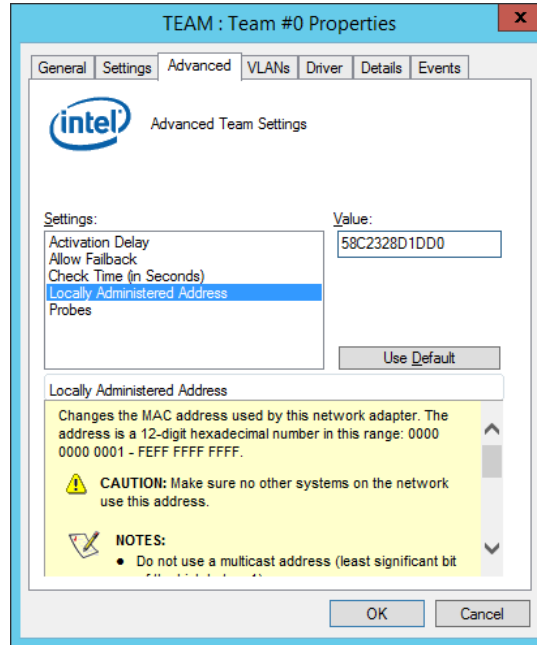 TEAM : Team #0 Properties
x
General Settings Advanced VLANs Driver Details Events
intel
Advanced Team Settings
Settings:
Value:
Activation Delay
58C2328D1DD0
Allow Failback
Check Time (in Seconds)
Locally Administered Address
Probes
Use Default
Locally Administered Address
Changes the MAC address used by this network adapter. The
address is a 12-digit hexadecimal number in this range: 0000
0000 0001 - FEFF FFFF FFFF.
CAUTION: Make sure no other systems on the network
use this address.
NOTES:
• Do not use a multicast address (least significant bit
OK Cancel